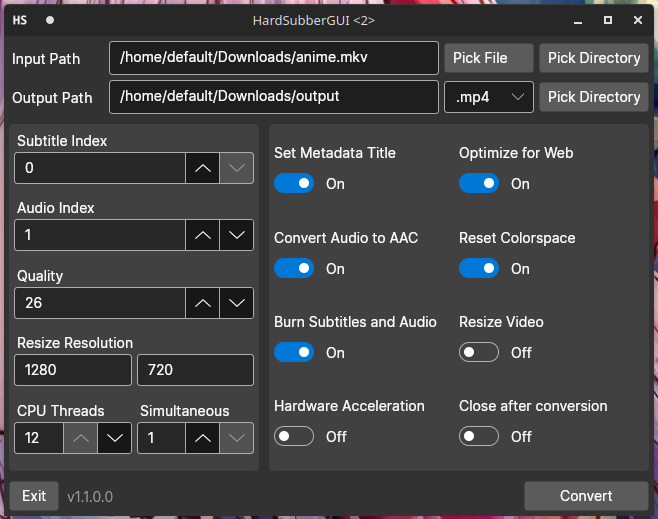 HS HardSubberGUI <2>
Input Path /home/default/Downloads/anime.mkv Pick File Pick Directory
Output Path /home/default/Downloads/output .mp4 Pick Directory
Subtitle Index
0
Audio Index
1
Quality
26
Resize Resolution
1280 720
CPU Threads Simultaneous
12 1
Set Metadata Title Optimize for Web
On On
Convert Audio to AAC Reset Colorspace
On On
Burn Subtitles and Audio Resize Video
On Off
Hardware Acceleration Close after conversion
Off Off
Exit v1.1.0.0 Convert